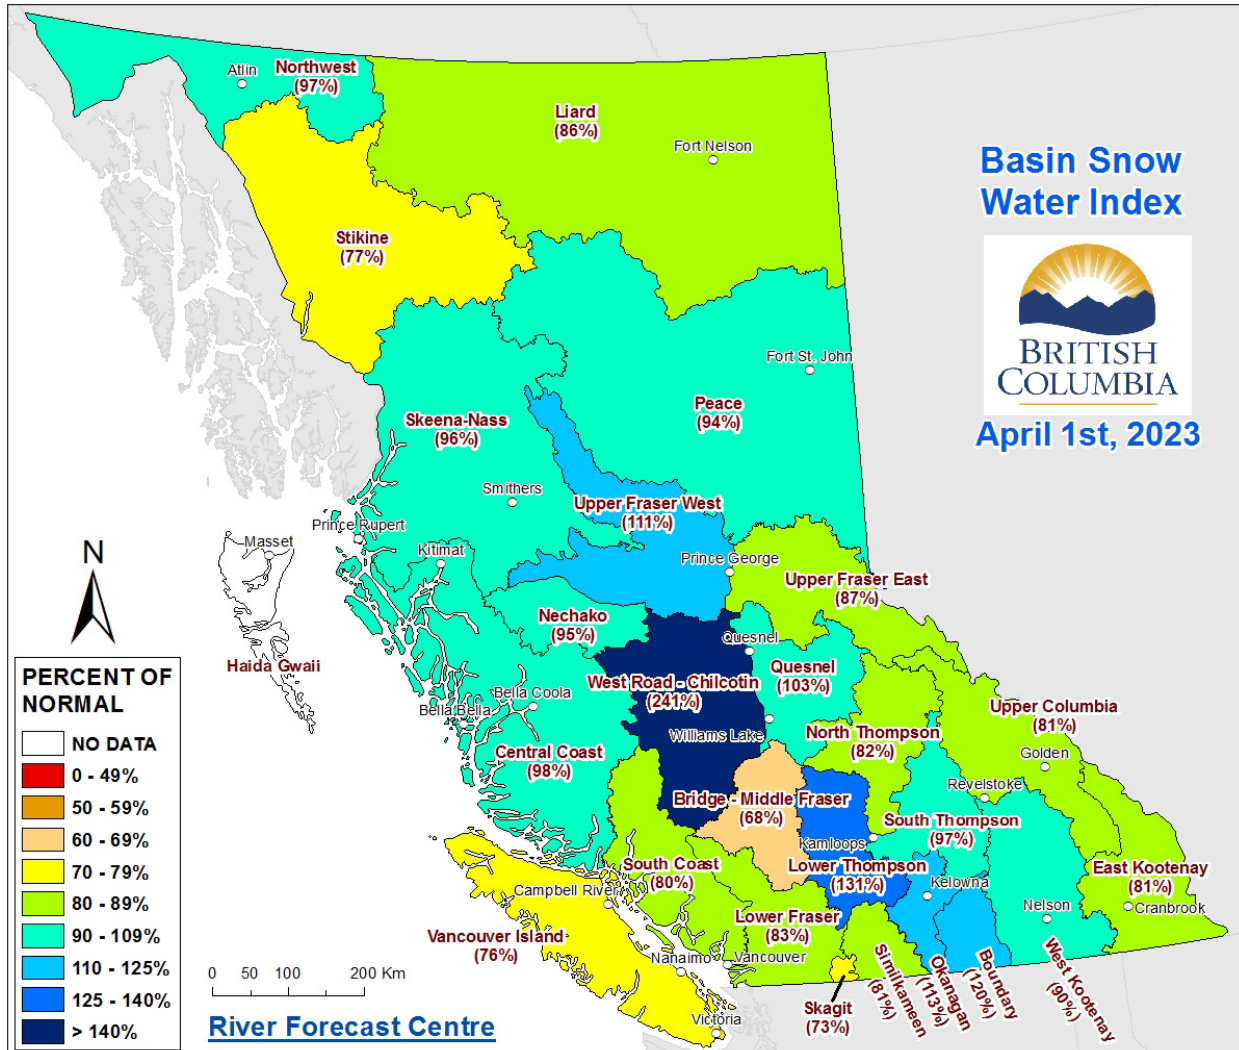 Atlin
Northwest
(97%)
Liard
(86%)
Fort Nelson
Basin Snow
Water Index
BRITISH
COLUMBIA
April 1st, 2023
Stikine
(77%)
Fort St. John
Peace
(94%)
Skeena-Nass
(96%)
Smithers
Upper Fraser West
(111%)
Prince Rupert
Masset
Kitimat
Prince George
Upper Fraser East
(87%)
N
Nechako
(95%)
Quesnel
Haida Gwaii
Quesnel
(103%)
West Road - Chilcotin
(241%)
Bella Coola
Bella Bella
Williams Lake
Upper Columbia
(81%)
North Thompson
(82%)
Golden
Central Coast
(98%)
Revelstoke
Bridge - Middle Fraser
(68%)
South Thompson
(97%)
Kamloops
South Coast
(80%)
Lower Thompson
(131%)
East Kootenay
(81%)
Campbell River
Kelowna
Nelson
Cranbrook
Lower Fraser
(83%)
Vancouver Island
(76%)
Nanaimo
Vancouver
Victoria
Skagit
(73%)
Similkameen
(81%)
Okanagan
(113%)
Boundary
(120%)
West Kootenay
(90%)
PERCENT OF
NORMAL
NO DATA
0 - 49%
50 - 59%
60 - 69%
70 - 79%
80 - 89%
90 - 109%
110 - 125%
125 - 140%
> 140%
0 50 100 200 Km
River Forecast Centre